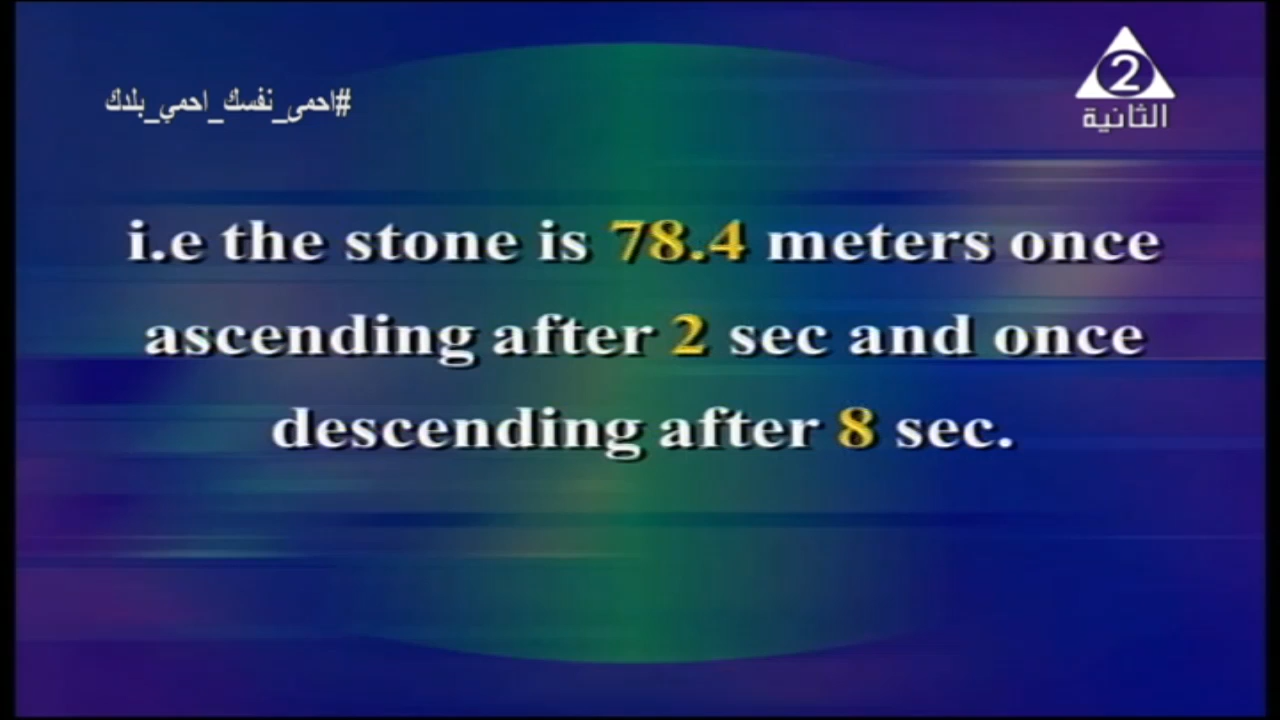 #احمى_نفسك_احمي_بلدك
2
الثانية
i.e the stone is 78.4 meters once
ascending after 2 sec and once
descending after 8 sec.